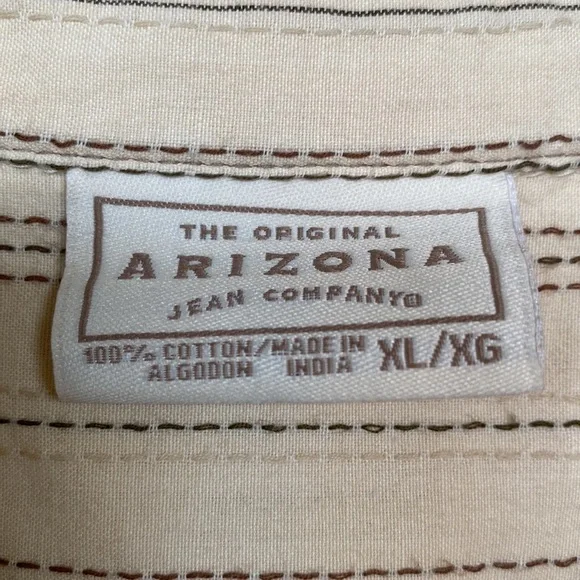 THE ORIGINAL
ARIZONA
JEAN COMPANY®
100% COTTON/MADE IN XL/XG
ALGODON INDIA